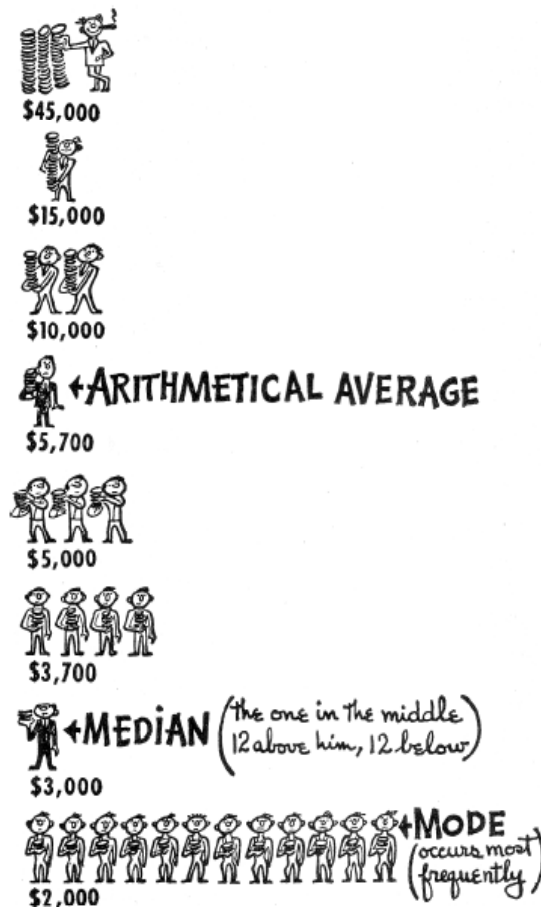 $45,000
$15,000
$10,000
←ARITHMETICAL AVERAGE
$5,700
$5,000
$3,700
←MEDIAN (the one in the middle
12 above him, 12 below)
$3,000
←MODE
(occurs most
frequently)
$2,000